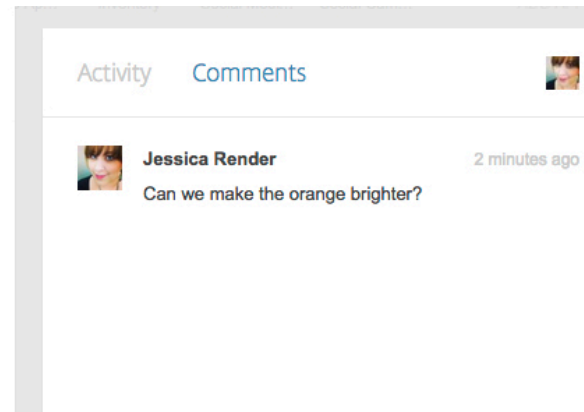 Activity Comments
Jessica Render 2 minutes ago
Can we make the orange brighter?